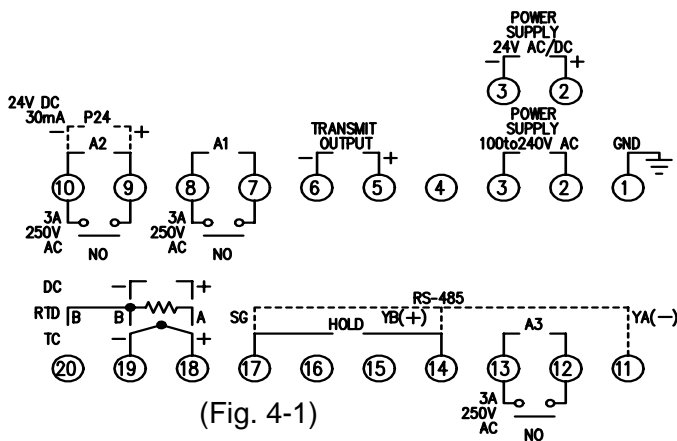 POWER
SUPPLY
24V AC/DC
− +
3 2
24V DC
30mA P24
− +
A2
A1
TRANSMIT
OUTPUT
− +
POWER
SUPPLY
100to240V AC
GND
10 9 8 7 6 5 4 3 2 1
3A
250V
AC
NO
3A
250V
AC
NO
DC − +
RTD B B A
TC − +
RS-485
SG YB(+) YA(−)
HOLD
A3
20 19 18 17 16 15 14 13 12 11
3A
250V
AC
NO
(Fig. 4-1)